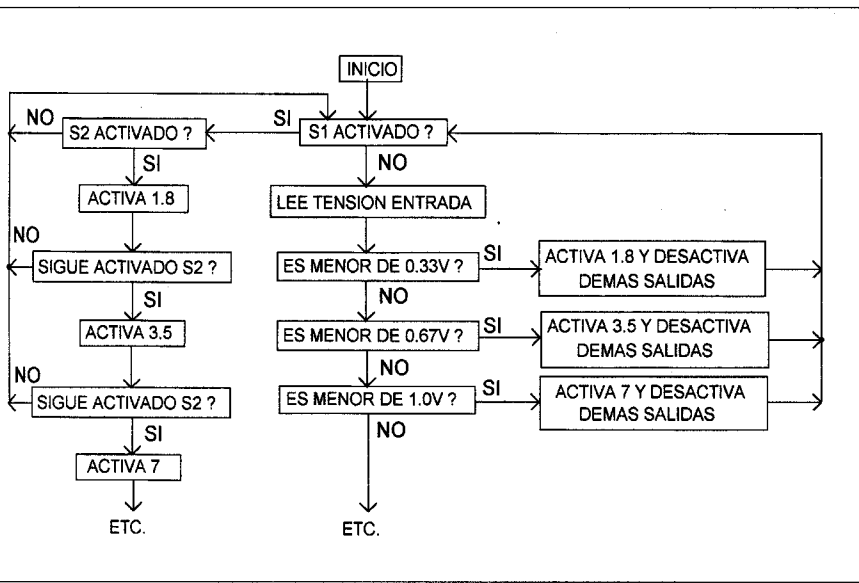 INICIO
NO
S2 ACTIVADO ?
SI
S1 ACTIVADO ?
SI
NO
ACTIVA 1.8
LEE TENSION ENTRADA
NO
SIGUE ACTIVADO S2 ?
ES MENOR DE 0.33V ?
SI
ACTIVA 1.8 Y DESACTIVA
DEMAS SALIDAS
SI
NO
ACTIVA 3.5
ES MENOR DE 0.67V ?
SI
ACTIVA 3.5 Y DESACTIVA
DEMAS SALIDAS
NO
NO
SIGUE ACTIVADO S2 ?
ES MENOR DE 1.0V ?
SI
ACTIVA 7 Y DESACTIVA
DEMAS SALIDAS
SI
NO
ACTIVA 7
ETC.
ETC.